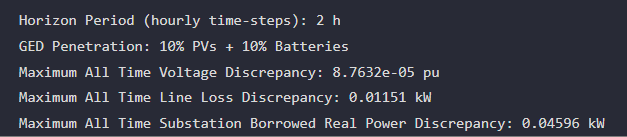 Horizon Period (hourly time-steps): 2 h
GED Penetration: 10% PVs + 10% Batteries
Maximum All Time Voltage Discrepancy: 8.7632e-05 pu
Maximum All Time Line Loss Discrepancy: 0.01151 kW
Maximum All Time Substation Borrowed Real Power Discrepancy: 0.04596 kW